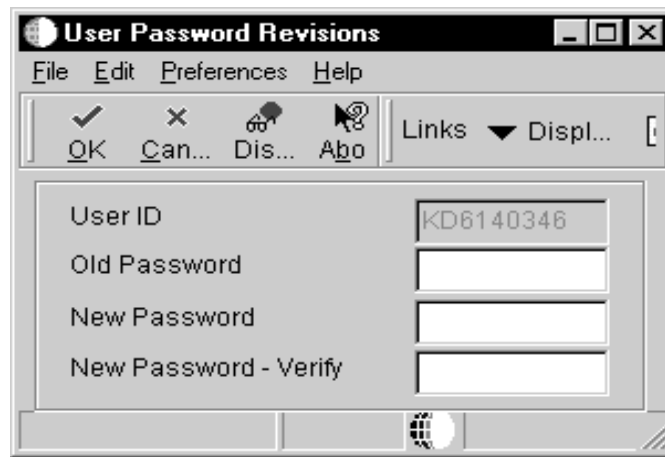 User Password Revisions
File Edit Preferences Help
OK Can... Dis... Abo Links Displ...
User ID KD6140346
Old Password
New Password
New Password - Verify